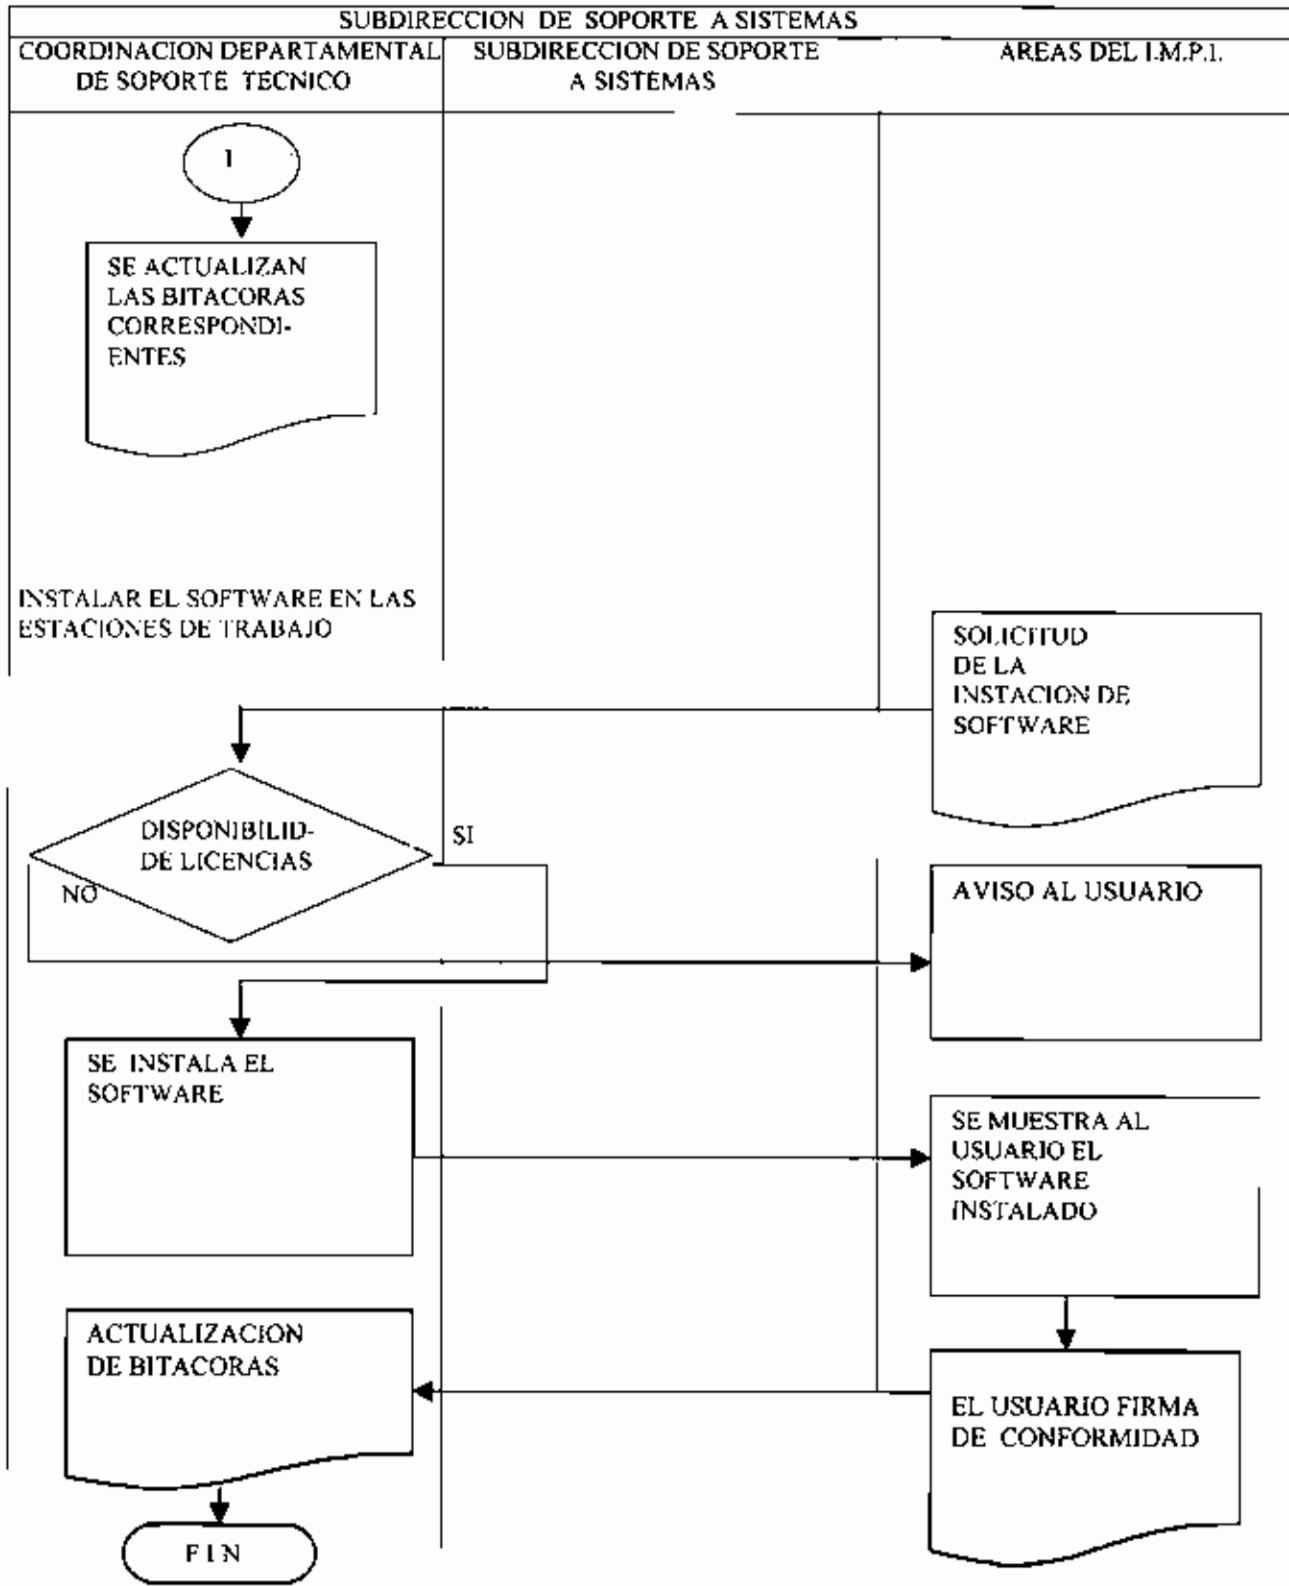 SUBDIRECCION DE SOPORTE A SISTEMAS
COORDINACION DEPARTAMENTAL
DE SOPORTE TECNICO
SUBDIRECCION DE SOPORTE
A SISTEMAS
AREAS DEL I.M.P.I.
1
SE ACTUALIZAN
LAS BITACORAS
CORRESPONDI-
ENTES
INSTALAR EL SOFTWARE EN LAS
ESTACIONES DE TRABAJO
SOLICITUD
DE LA
INSTACION DE
SOFTWARE
DISPONIBILID-
DE LICENCIAS
SI
NO
AVISO AL USUARIO
SE INSTALA EL
SOFTWARE
SE MUESTRA AL
USUARIO EL
SOFTWARE
INSTALADO
ACTUALIZACION
DE BITACORAS
EL USUARIO FIRMA
DE CONFORMIDAD
F I N